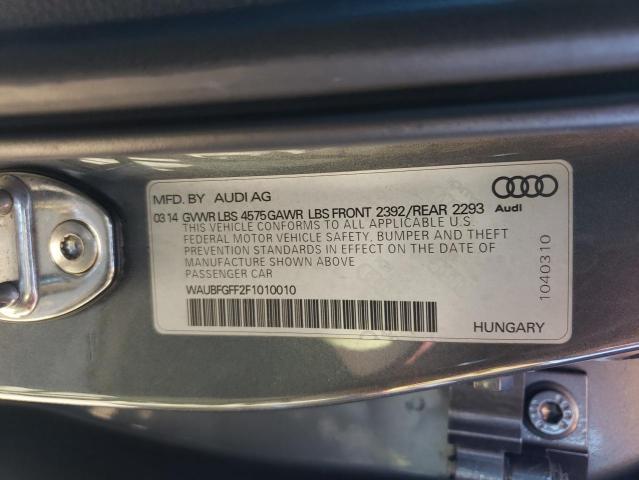 MFD. BY AUDI AG
03 14 GVWR LBS 4575 GAWR LBS FRONT 2392/REAR 2293
Audi
THIS VEHICLE CONFORMS TO ALL APPLICABLE U.S.
FEDERAL MOTOR VEHICLE SAFETY, BUMPER AND THEFT
PREVENTION STANDARDS IN EFFECT ON THE DATE OF
MANUFACTURE SHOWN ABOVE
PASSENGER CAR
WAUBFGFF2F1010010
1040310
HUNGARY